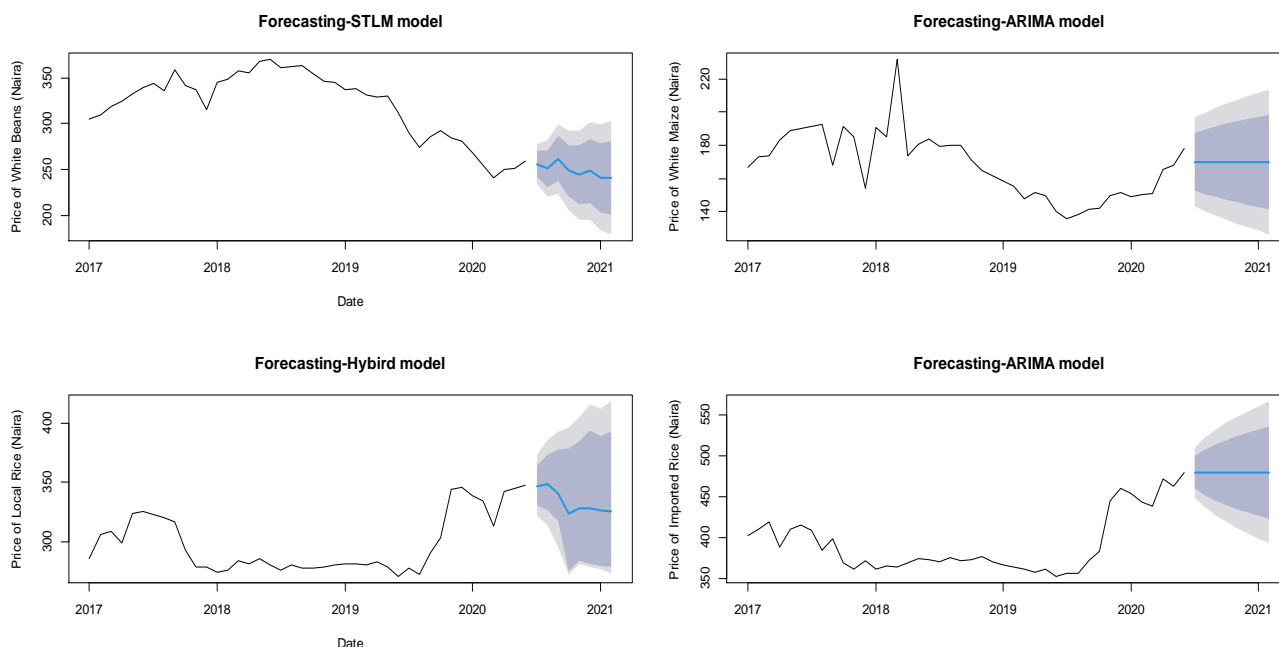 Forecasting-STLM model
Price of White Beans (Naira)
350
300
250
200
2017 2018 2019 2020 2021
Date
Forecasting-ARIMA model
Price of White Maize (Naira)
220
180
140
2017 2018 2019 2020 2021
Forecasting-Hybird model
Price of Local Rice (Naira)
400
350
300
2017 2018 2019 2020 2021
Date
Forecasting-ARIMA model
Price of Imported Rice (Naira)
550
500
450
400
350
2017 2018 2019 2020 2021